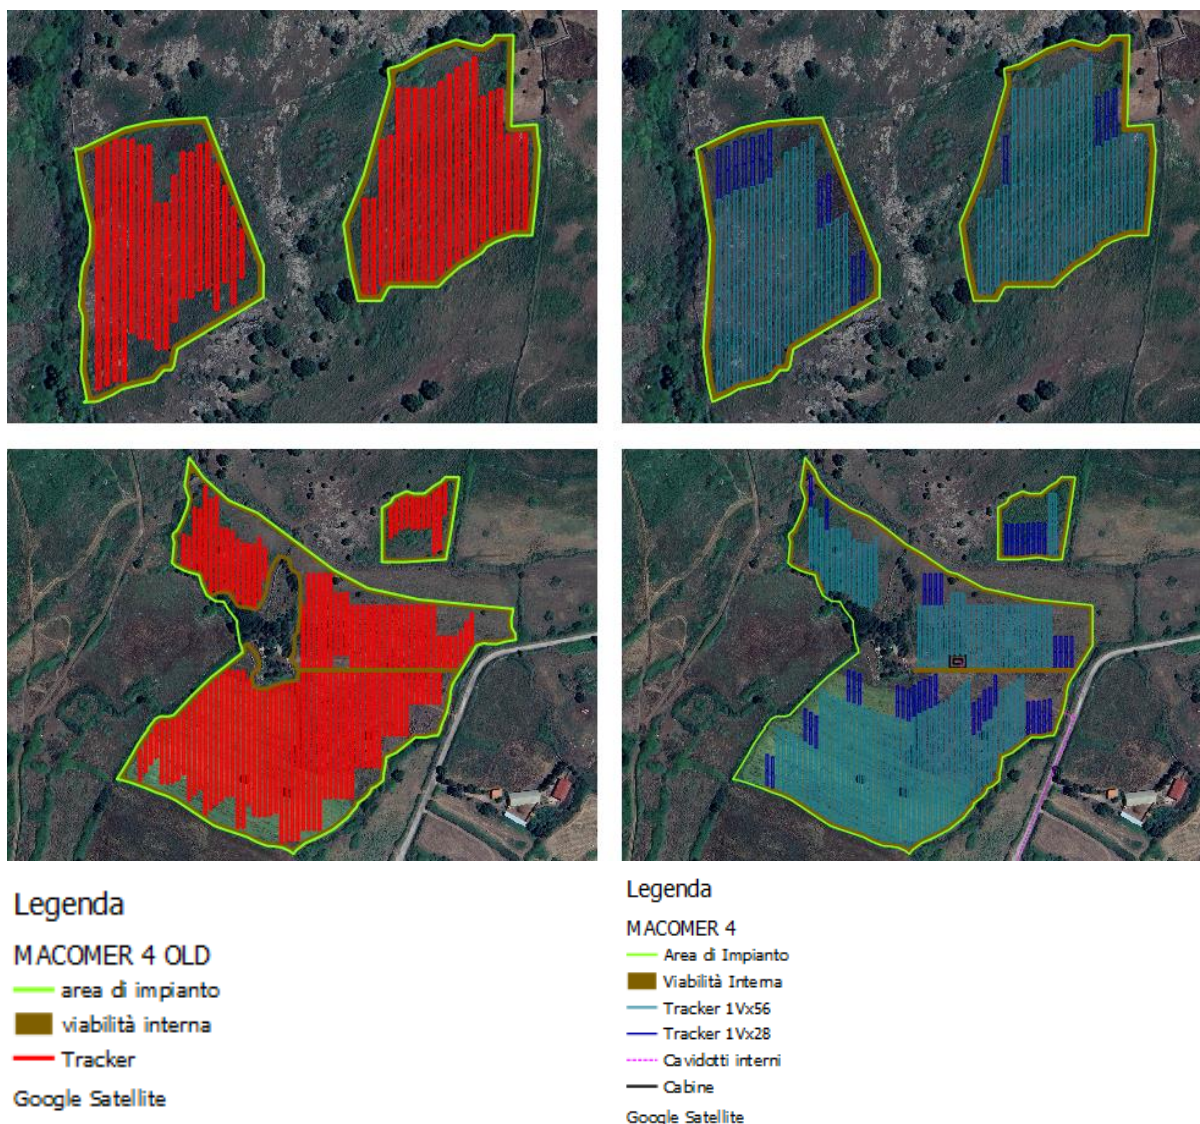 Legenda
MACOMER 4 OLD
area di impianto
viabilità interna
Tracker
Google Satellite
Legenda
MACOMER 4
Area di Impianto
Viabilità Interna
Tracker 1Vx56
Tracker 1Vx28
Cavidotti interni
Cabine
Google Satellite